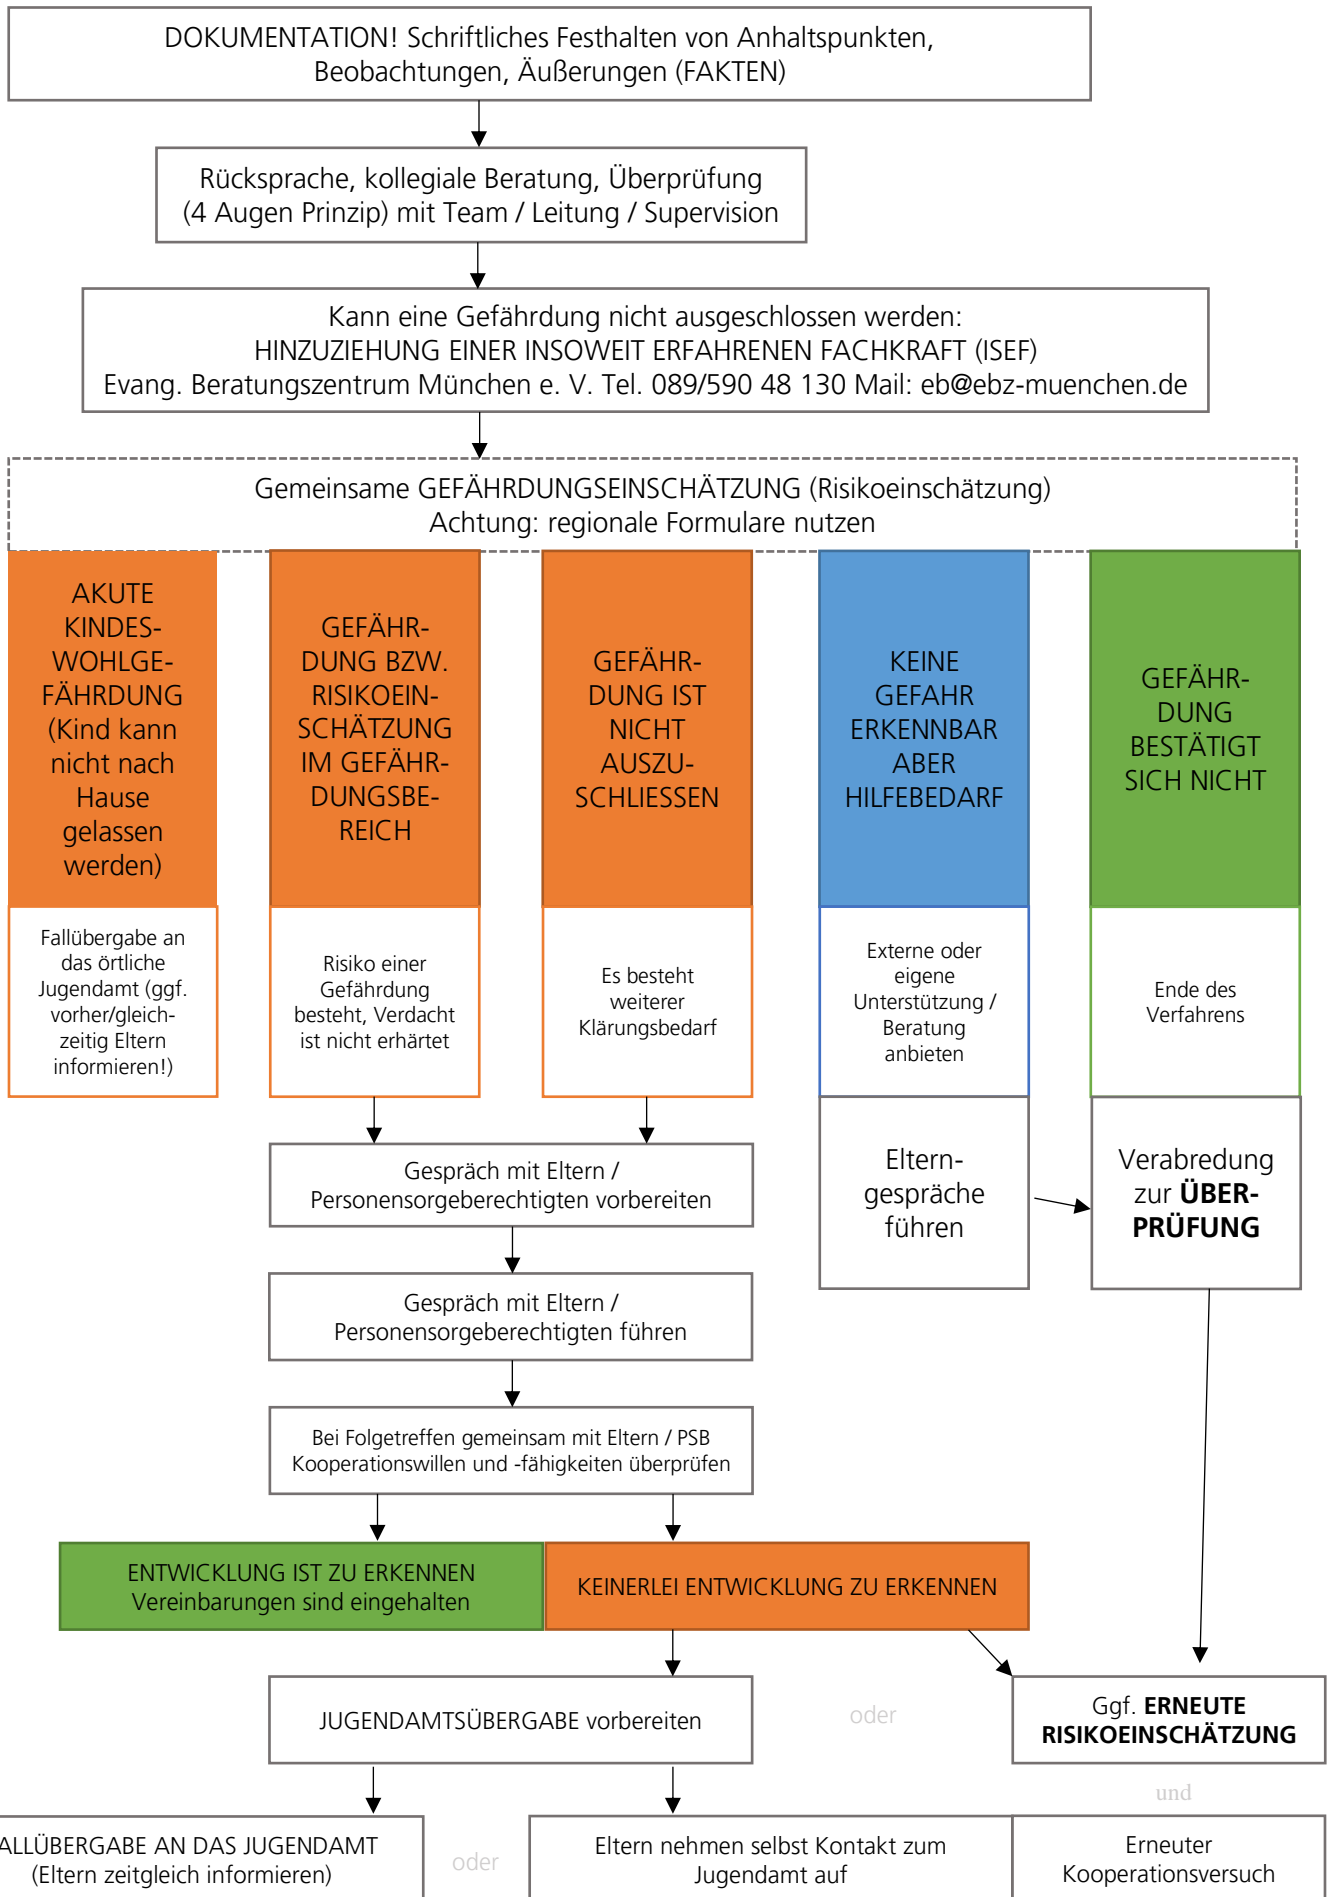 DOKUMENTATION! Schriftliches Festhalten von Anhaltspunkten,
Beobachtungen, Äußerungen (FAKTEN)
Rücksprache, kollegiale Beratung, Überprüfung
(4 Augen Prinzip) mit Team / Leitung / Supervision
Kann eine Gefährdung nicht ausgeschlossen werden:
HINZUZIEHUNG EINER INSOWEIT ERFAHRENEN FACHKRAFT (ISEF)
Evang. Beratungszentrum München e. V. Tel. 089/590 48 130 Mail: eb@ebz-muenchen.de
Gemeinsame GEFÄHRDUNGSEINSCHÄTZUNG (Risikoeinschätzung)
Achtung: regionale Formulare nutzen
AKUTE
KINDES-
WOHLGE-
FÄHRDUNG
(Kind kann
nicht nach
Hause
gelassen
werden)
GEFÄHR-
DUNG BZW.
RISIKOEIN-
SCHÄTZUNG
IM GEFÄHR-
DUNGSBE-
REICH
GEFÄHR-
DUNG IST
NICHT
AUSZU-
SCHLIESSEN
KEINE
GEFAHR
ERKENNBAR
ABER
HILFEBEDARF
GEFÄHR-
DUNG
BESTÄTIGT
SICH NICHT
Fallübergabe an
das örtliche
Jugendamt (ggf.
vorher/gleich-
zeitig Eltern
informieren!)
Risiko einer
Gefährdung
besteht, Verdacht
ist nicht erhärtet
Es besteht
weiterer
Klärungsbedarf
Externe oder
eigene
Unterstützung /
Beratung
anbieten
Ende des
Verfahrens
Gespräch mit Eltern /
Personensorgeberechtigten vorbereiten
Eltern-
gespräche
führen
Verabredung
zur ÜBER-
PRÜFUNG
Gespräch mit Eltern /
Personensorgeberechtigten führen
Bei Folgetreffen gemeinsam mit Eltern / PSB
Kooperationswillen und -fähigkeiten überprüfen
ENTWICKLUNG IST ZU ERKENNEN
Vereinbarungen sind eingehalten
KEINERLEI ENTWICKLUNG ZU ERKENNEN
JUGENDAMTSÜBERGABE vorbereiten
oder
Ggf. ERNEUTE
RISIKOEINSCHÄTZUNG
und
ALLÜBERGABE AN DAS JUGENDAMT
(Eltern zeitgleich informieren)
oder
Eltern nehmen selbst Kontakt zum
Jugendamt auf
Erneuter
Kooperationsversuch